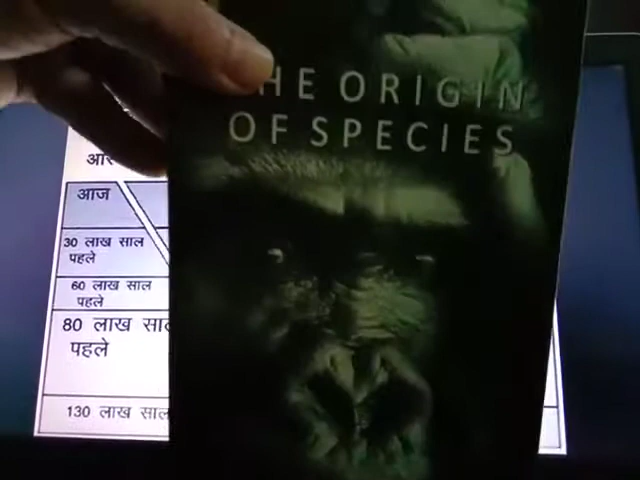 HE ORIGIN
OF SPECIES
आज
30 लाख साल
पहले
60 लाख साल
पहले
80 लाख
पहले
130 लाख साल